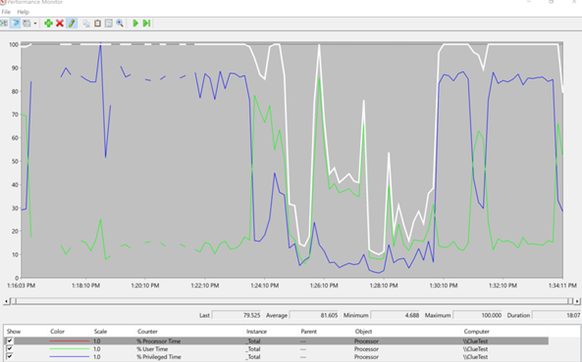 Performance Monitor
File Help
100
90
80
70
60
50
40
30
20
10
0
1:16:03 PM 1:18:10 PM 1:20:10 PM 1:22:10 PM 1:24:10 PM 1:26:10 PM 1:28:10 PM 1:30:10 PM 1:32:10 PM 1:34:11 PM
Last 79.525 Average 81.605 Minimum 4.688 Maximum 100.000 Duration 18:07
Show Color Scale Counter Instance Parent Object Computer
1.0 % Processor Time _Total --- Processor \\ClueTest
1.0 % User Time _Total --- Processor \\ClueTest
1.0 % Privileged Time _Total --- Processor \\ClueTest